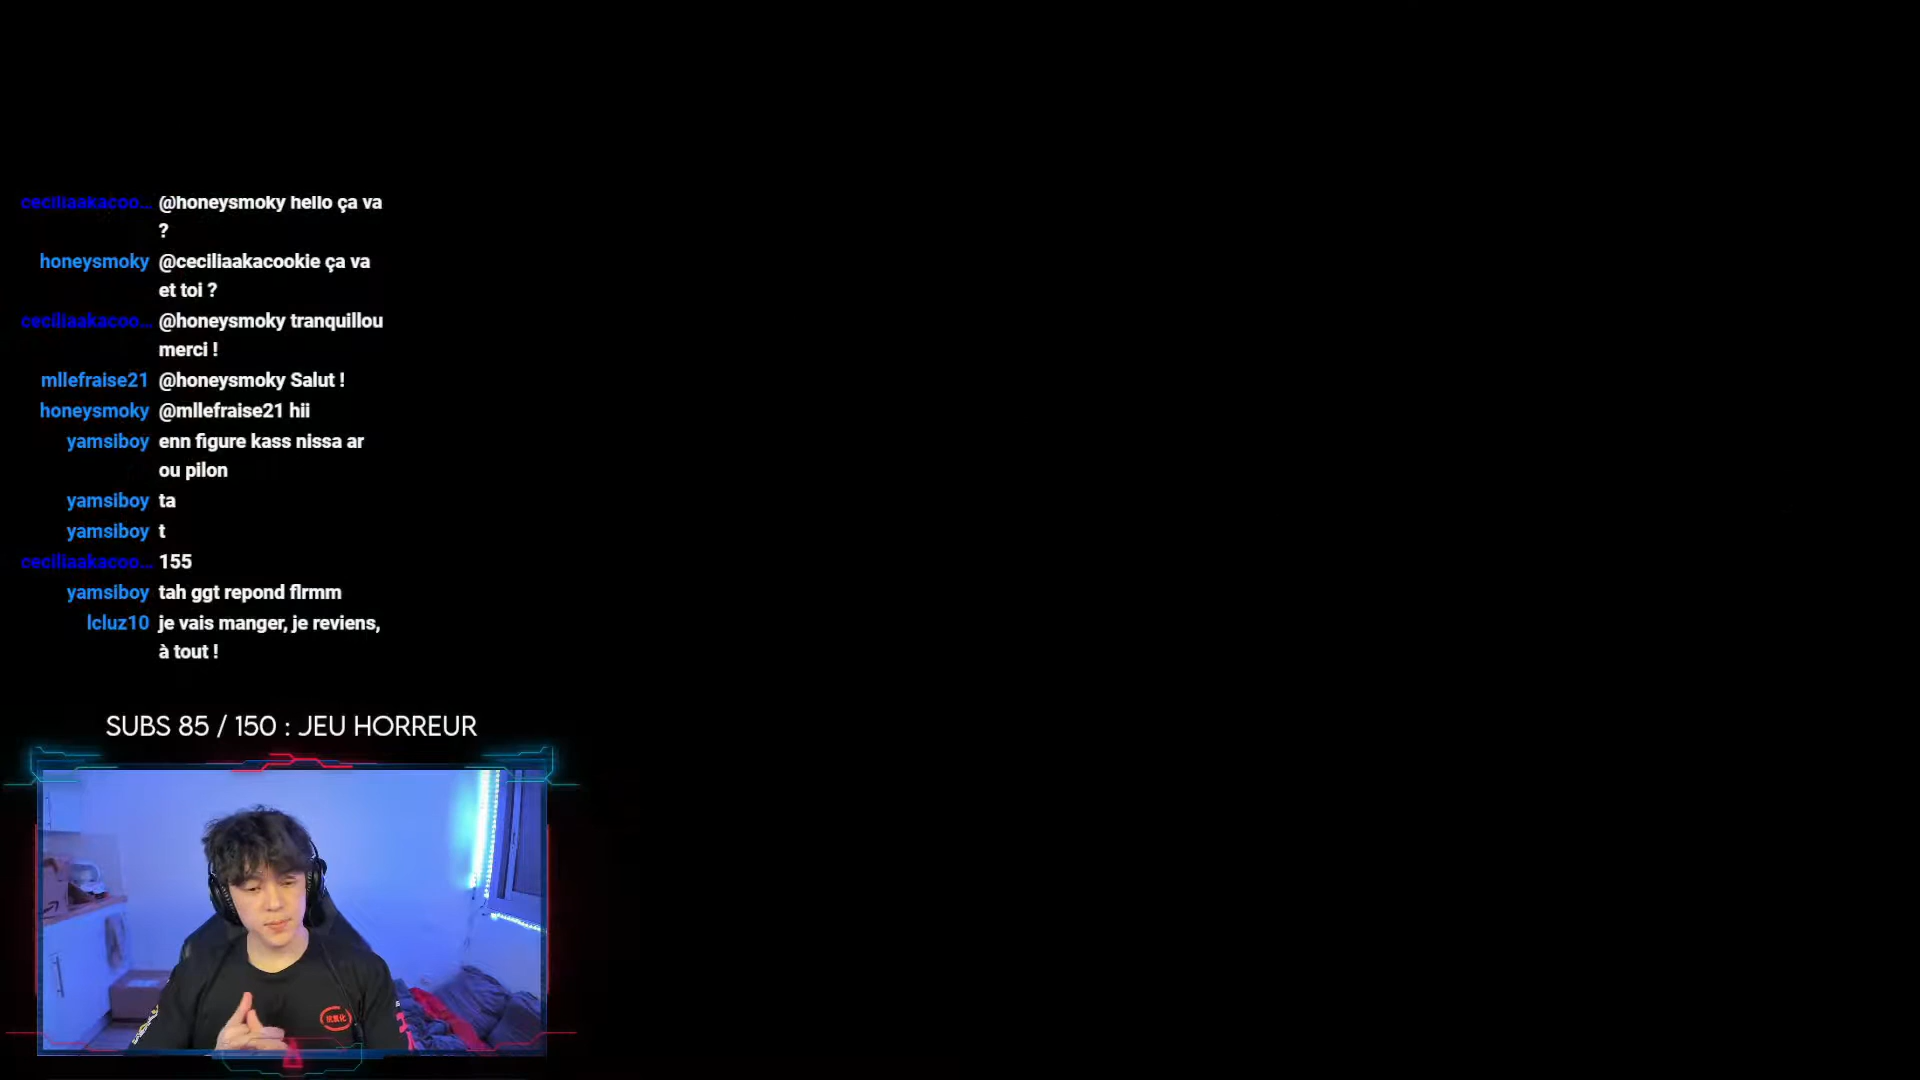 ceciliaakacoo... @honeysmoky hello ça va
?
honeysmoky @ceciliaakacookie ça va
et toi ?
ceciliaakacoo... @honeysmoky tranquillou
merci !
mllefraise21 @honeysmoky Salut !
honeysmoky @mllefraise21 hii
yamsiboy enn figure kass nissa ar
ou pilon
yamsiboy ta
yamsiboy t
ceciliaakacoo... 155
yamsiboy tah ggt repond flrmm
lcluz10 je vais manger, je reviens,
à tout !
SUBS 85 / 150 : JEU HORREUR